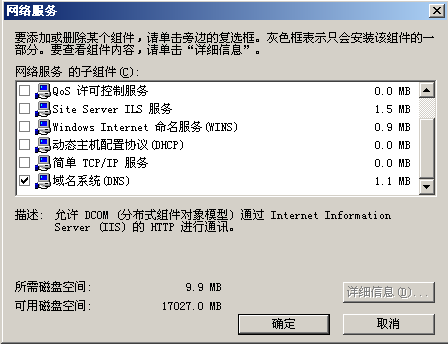 网络服务
要添加或删除某个组件，请单击旁边的复选框。灰色框表示只会安装该组件的一
部分。要查看组件内容，请单击“详细信息”。
网络服务 的子组件(C):
QoS 许可控制服务 0.0 MB
Site Server ILS 服务 1.5 MB
Windows Internet 命名服务(WINS) 0.9 MB
动态主机配置协议(DHCP) 0.0 MB
简单 TCP/IP 服务 0.0 MB
域名系统(DNS) 1.1 MB
描述: 允许 DCOM (分布式组件对象模型) 通过 Internet Information
Server (IIS) 的 HTTP 进行通讯。
所需磁盘空间: 9.9 MB
详细信息(D)...
可用磁盘空间: 17027.0 MB
确定 取消